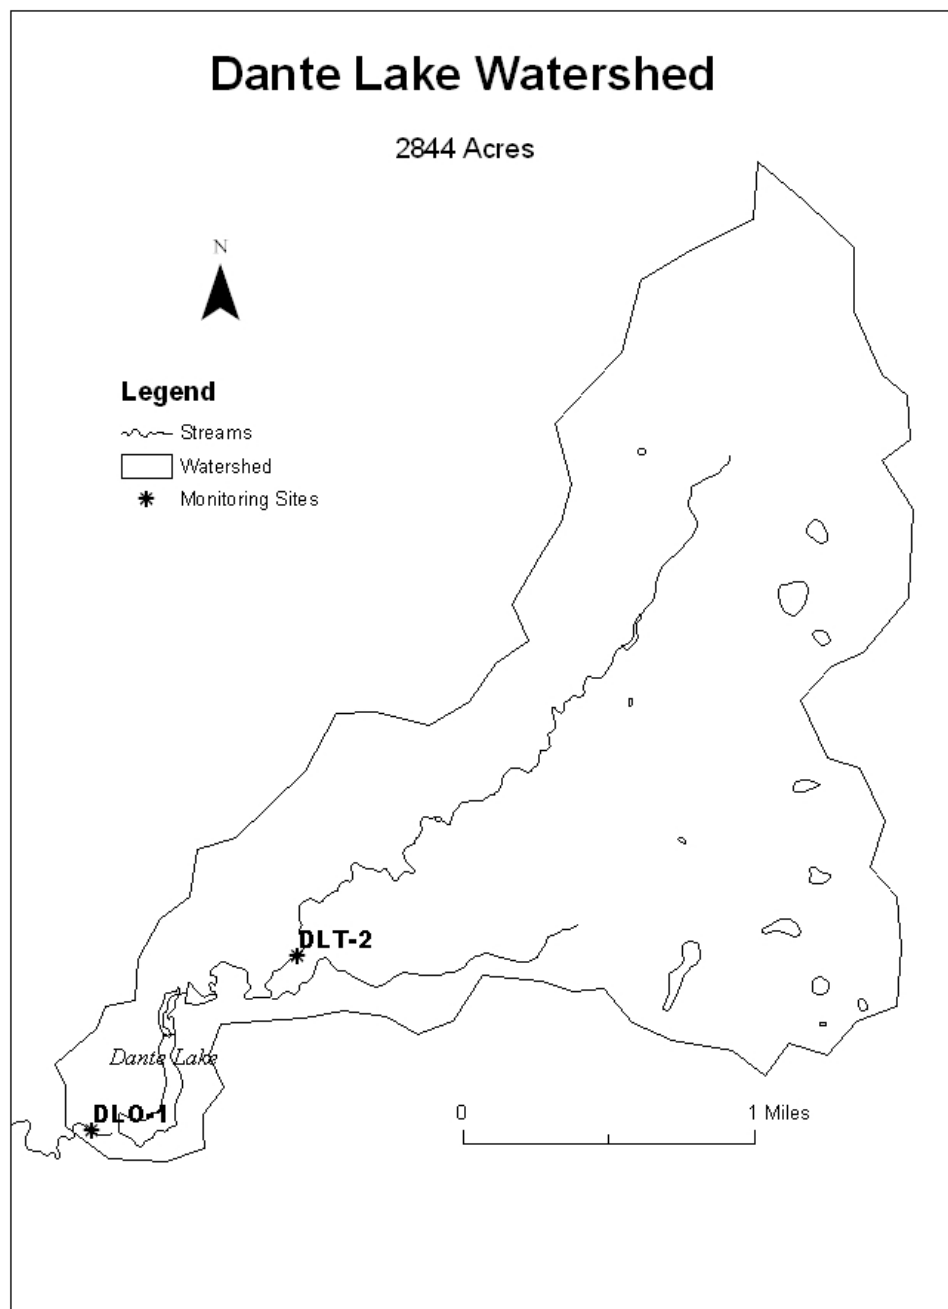 Dante Lake Watershed
2844 Acres
N
Legend
Streams
Watershed
Monitoring Sites
DLT-2
Dante Lake
DLO-1
0 1 Miles